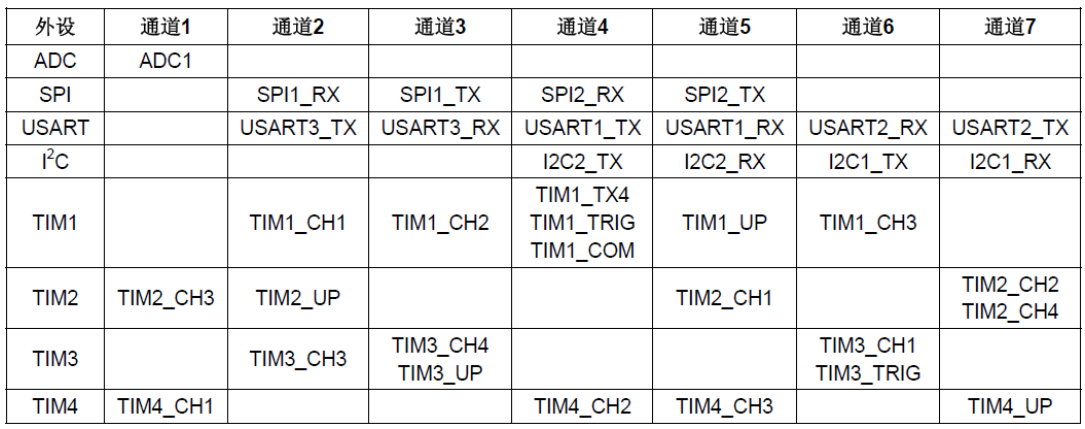 外设 通道1 通道2 通道3 通道4 通道5 通道6 通道7
ADC ADC1
SPI SPI1_RX SPI1_TX SPI2_RX SPI2_TX
USART USART3_TX USART3_RX USART1_TX USART1_RX USART2_RX USART2_TX
I²C I2C2_TX I2C2_RX I2C1_TX I2C1_RX
TIM1 TIM1_CH1 TIM1_CH2 TIM1_TX4 TIM1_TRIG TIM1_COM TIM1_UP TIM1_CH3
TIM2 TIM2_CH3 TIM2_UP TIM2_CH1 TIM2_CH2 TIM2_CH4
TIM3 TIM3_CH3 TIM3_CH4 TIM3_UP TIM3_CH1 TIM3_TRIG
TIM4 TIM4_CH1 TIM4_CH2 TIM4_CH3 TIM4_UP